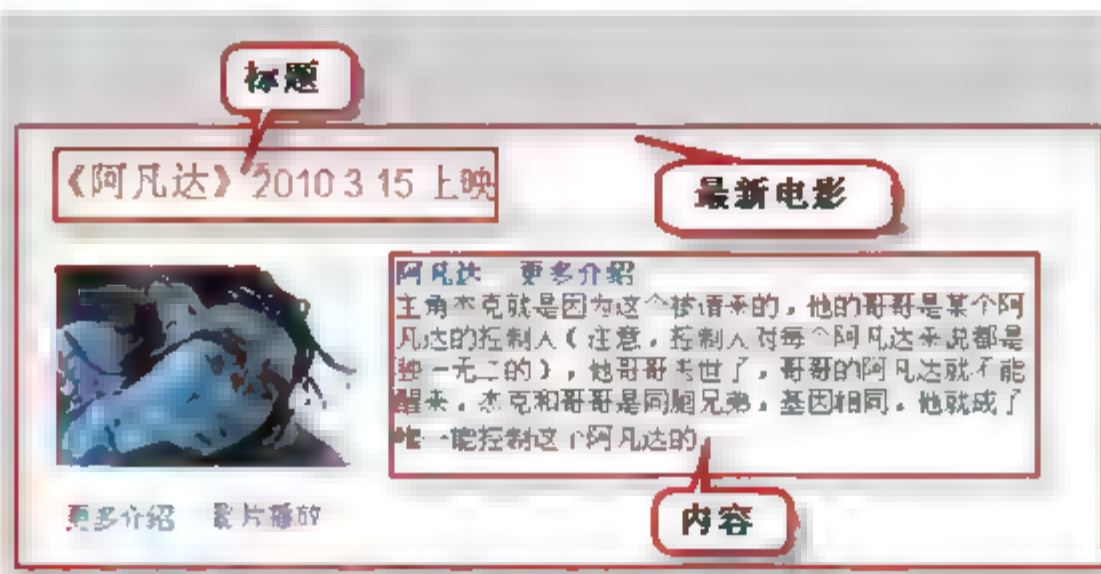 标题
《阿凡达》2010 3 15 上映
最新电影
阿凡达 更多介绍
主角杰克就是因为这个被请来的，他的哥哥是某个阿
凡达的控制人（注意，控制人对每个阿凡达来说都是
独一无二的），他哥哥去世了，哥哥的阿凡达就不能
醒来，杰克和哥哥是同胞兄弟，基因相同，他就成了
唯一能控制这个阿凡达的
内容
更多介绍 影片播放